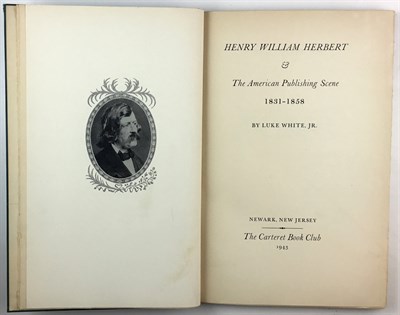 HENRY WILLIAM HERBERT
&
The American Publishing Scene
1831–1858
BY LUKE WHITE, JR.
NEWARK, NEW JERSEY
The Carteret Book Club
1943